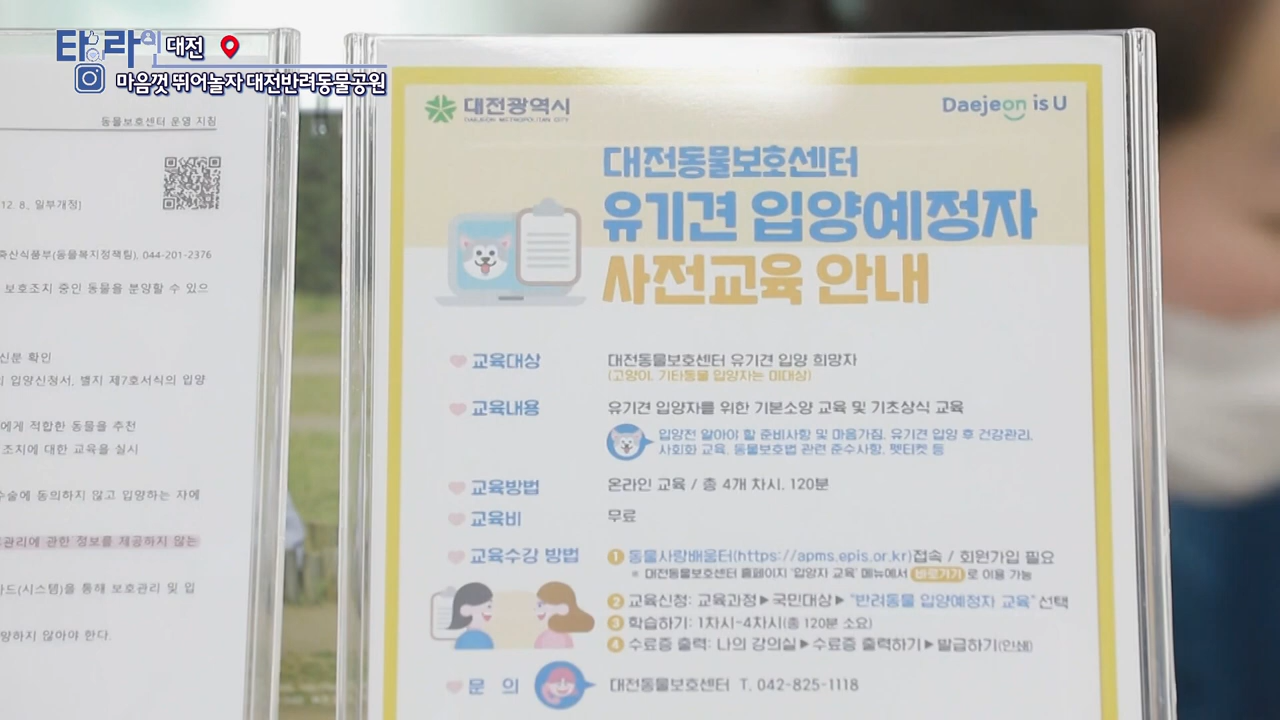 타라의 대전
마음껏 뛰어놀자 대전반려동물공원
동물보호센터 운영 지침
12. 8., 일부개정]
축산식품부(동물복지정책팀), 044-201-2376
보호조치 중인 동물을 분양할 수 있으
신문 확인
입양신청서, 별지 제7호서식의 입양
에게 적합한 동물을 추천
조치에 대한 교육을 실시
수술에 동의하지 않고 입양하는 자에
관리에 관한 정보를 제공하지 않는
카드(시스템)을 통해 보호관리 및 입
양하지 않아야 한다.
대전광역시
DAEJEON METROPOLITAN CITY
Daejeon is U
대전동물보호센터
유기견 입양예정자
사전교육 안내
교육대상 대전동물보호센터 유기견 입양 희망자
(고양이, 기타동물 입양자는 미대상)
교육내용 유기견 입양자를 위한 기본소양 교육 및 기초상식 교육
입양전 알아야 할 준비사항 및 마음가짐, 유기견 입양 후 건강관리,
사회화 교육, 동물보호법 관련 준수사항, 펫티켓 등
교육방법 온라인 교육 / 총 4개 차시, 120분
교육비 무료
교육수강 방법 1 동물사랑배움터(https://apms.epis.or.kr)접속 / 회원가입 필요
※ 대전동물보호센터 홈페이지 '입양자 교육' 메뉴에서 바로가기 로 이용 가능
2 교육신청: 교육과정▶국민대상▶"반려동물 입양예정자 교육" 선택
3 학습하기: 1차시~4차시(총 120분 소요)
4 수료증 출력: 나의 강의실▶수료증 출력하기▶발급하기(인쇄)
문 의 대전동물보호센터 T. 042-825-1118